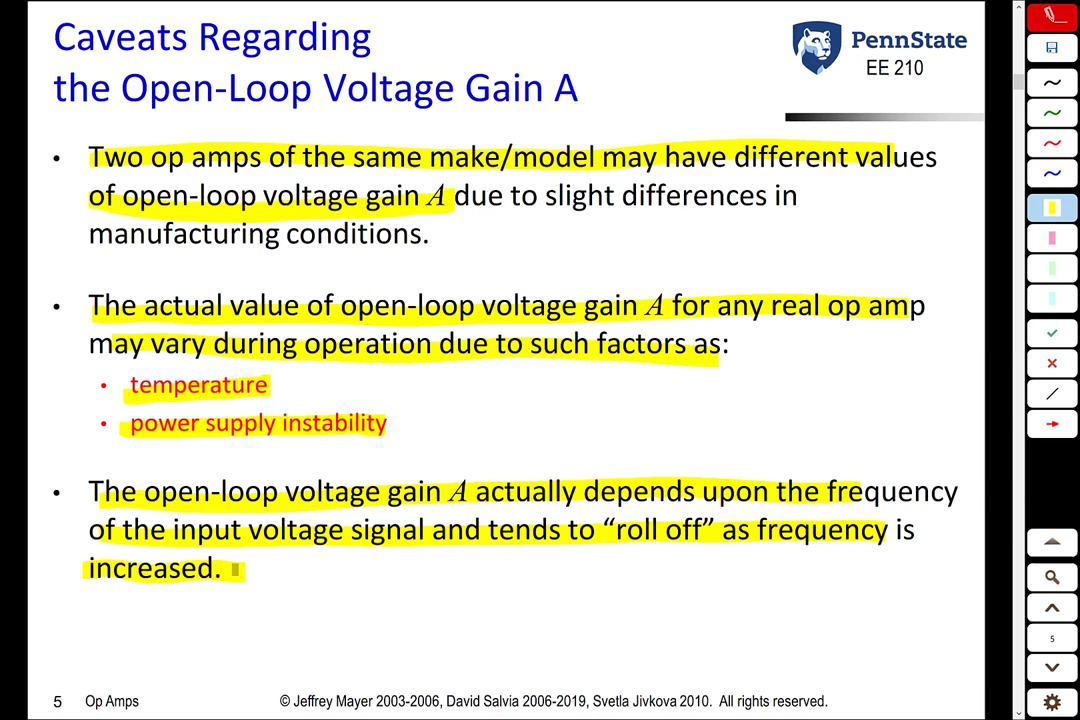 Caveats Regarding
the Open-Loop Voltage Gain A
PennState
EE 210
• Two op amps of the same make/model may have different values
of open-loop voltage gain A due to slight differences in
manufacturing conditions.
• The actual value of open-loop voltage gain A for any real op amp
may vary during operation due to such factors as:
• temperature
• power supply instability
• The open-loop voltage gain A actually depends upon the frequency
of the input voltage signal and tends to “roll off” as frequency is
increased.
5 Op Amps © Jeffrey Mayer 2003-2006, David Salvia 2006-2019, Svetla Jivkova 2010. All rights reserved.
5